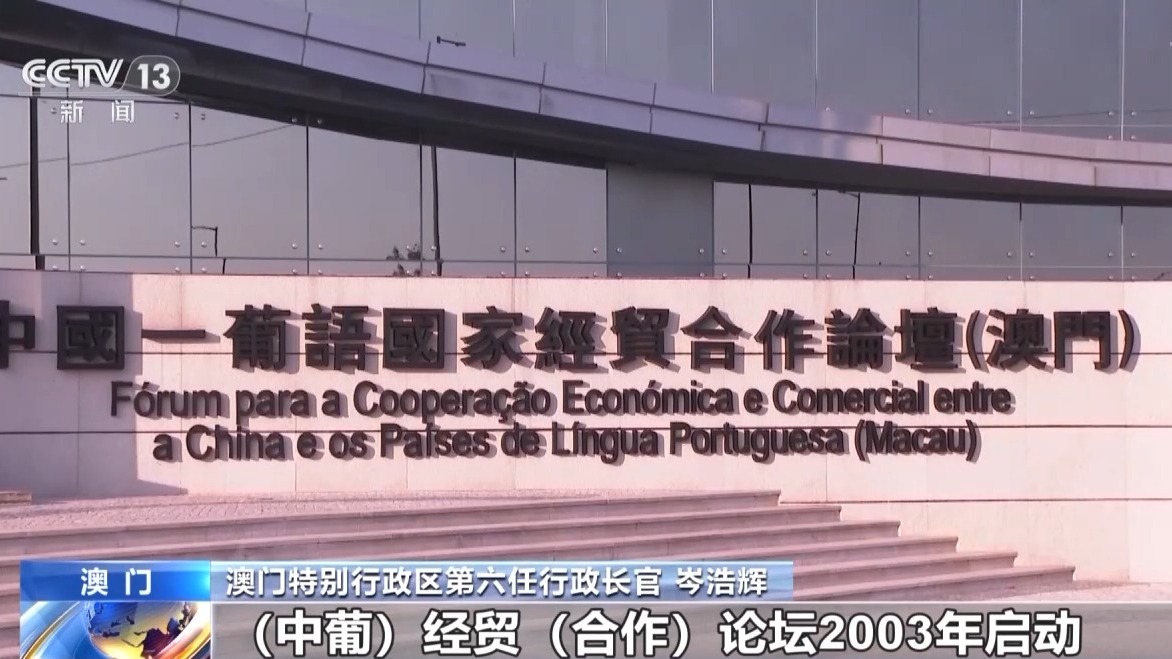 CCTV 13
新闻
中國一葡語國家經貿合作論壇(澳門)
Fórum para a Cooperação Económica e Comercial entre
a China e os Países de Língua Portuguesa (Macau)
澳门
澳门特别行政区第六任行政长官 岑浩辉
（中葡）经贸（合作）论坛2003年启动